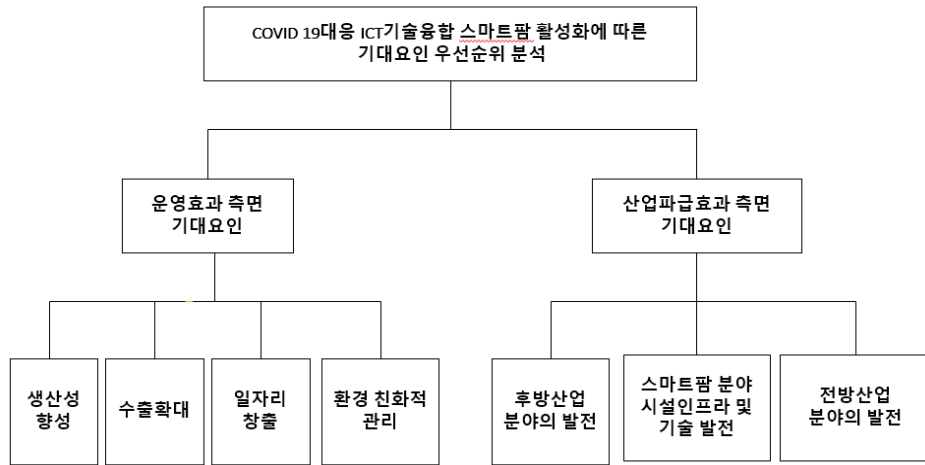 COVID 19대응 ICT기술융합 스마트팜 활성화에 따른
기대요인 우선순위 분석
운영효과 측면
기대요인
산업파급효과 측면
기대요인
생산성
향성
수출확대
일자리
창출
환경 친화적
관리
후방산업
분야의 발전
스마트팜 분야
시설인프라 및
기술 발전
전방산업
분야의 발전